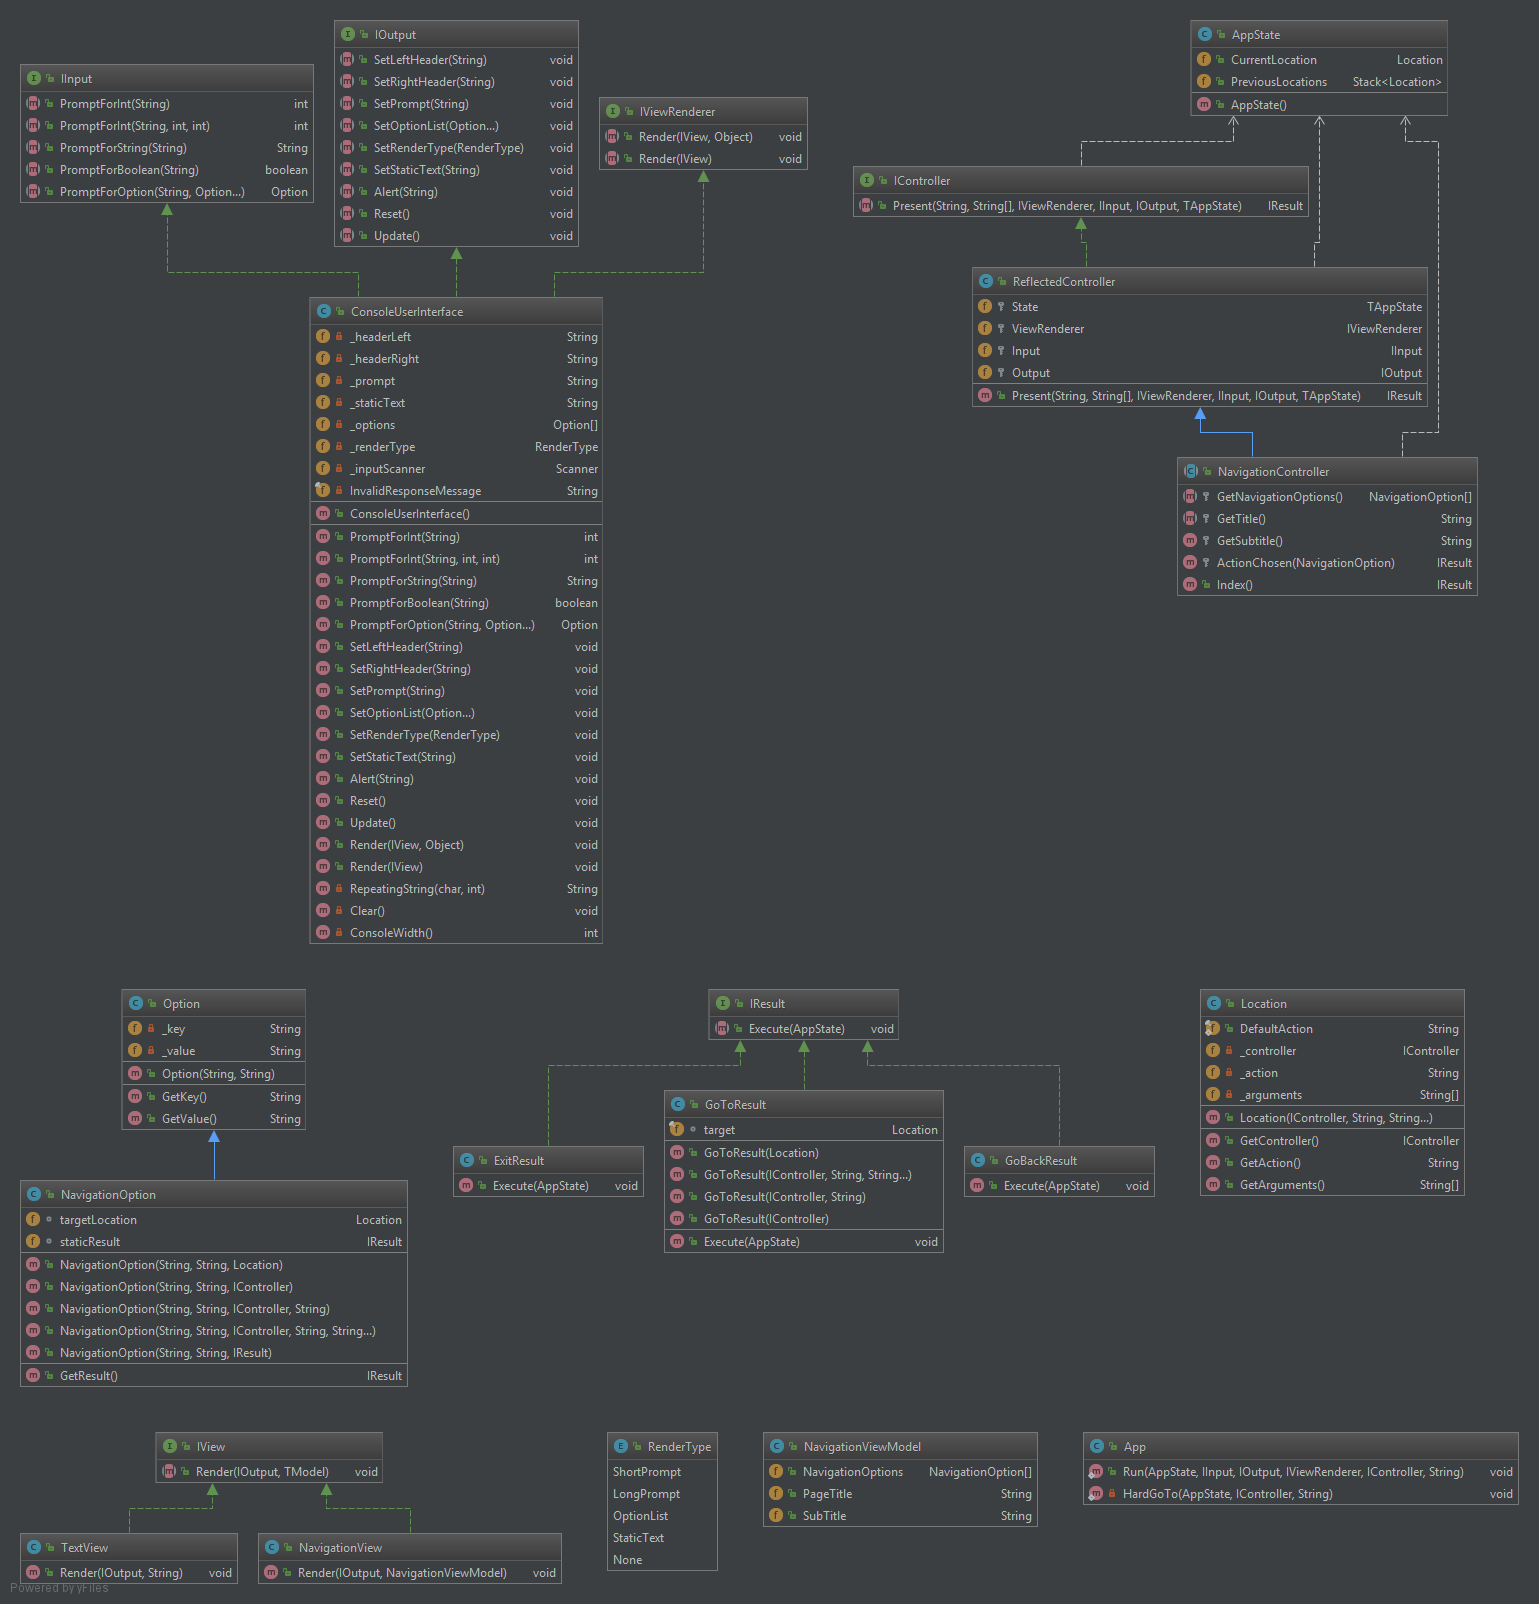 IOutput
SetLeftHeader(String) void
SetRightHeader(String) void
SetPrompt(String) void
SetOptionList(Option...) void
SetRenderType(RenderType) void
SetStaticText(String) void
Alert(String) void
Reset() void
Update() void
IInput
PromptForInt(String) int
PromptForInt(String, int, int) int
PromptForString(String) String
PromptForBoolean(String) boolean
PromptForOption(String, Option...) Option
IViewRenderer
Render(IView, Object) void
Render(IView) void
AppState
CurrentLocation Location
PreviousLocations Stack<Location>
AppState()
IController
Present(String, String[], IViewRenderer, IInput, IOutput, TAppState) IResult
ReflectedController
State TAppState
ViewRenderer IViewRenderer
Input IInput
Output IOutput
Present(String, String[], IViewRenderer, IInput, IOutput, TAppState) IResult
NavigationController
GetNavigationOptions() NavigationOption[]
GetTitle() String
GetSubtitle() String
ActionChosen(NavigationOption) IResult
Index() IResult
ConsoleUserInterface
_headerLeft String
_headerRight String
_prompt String
_staticText String
_options Option[]
_renderType RenderType
_inputScanner Scanner
InvalidResponseMessage String
ConsoleUserInterface()
PromptForInt(String) int
PromptForInt(String, int, int) int
PromptForString(String) String
PromptForBoolean(String) boolean
PromptForOption(String, Option...) Option
SetLeftHeader(String) void
SetRightHeader(String) void
SetPrompt(String) void
SetOptionList(Option...) void
SetRenderType(RenderType) void
SetStaticText(String) void
Alert(String) void
Reset() void
Update() void
Render(IView, Object) void
Render(IView) void
RepeatingString(char, int) String
Clear() void
ConsoleWidth() int
Option
_key String
_value String
Option(String, String)
GetKey() String
GetValue() String
NavigationOption
targetLocation Location
staticResult IResult
NavigationOption(String, String, Location)
NavigationOption(String, String, IController)
NavigationOption(String, String, IController, String)
NavigationOption(String, String, IController, String, String...)
NavigationOption(String, String, IResult)
GetResult() IResult
IResult
Execute(AppState) void
ExitResult
Execute(AppState) void
GoToResult
target Location
GoToResult(Location)
GoToResult(IController, String, String...)
GoToResult(IController, String)
GoToResult(IController)
Execute(AppState) void
GoBackResult
Execute(AppState) void
Location
DefaultAction String
_controller IController
_action String
_arguments String[]
Location(IController, String, String...)
GetController() IController
GetAction() String
GetArguments() String[]
IView
Render(IOutput, TModel) void
TextView
Render(IOutput, String) void
NavigationView
Render(IOutput, NavigationViewModel) void
RenderType
ShortPrompt
LongPrompt
OptionList
StaticText
None
NavigationViewModel
NavigationOptions NavigationOption[]
PageTitle String
SubTitle String
App
Run(AppState, IInput, IOutput, IViewRenderer, IController, String) void
HardGoTo(AppState, IController, String) void
Powered by yFiles